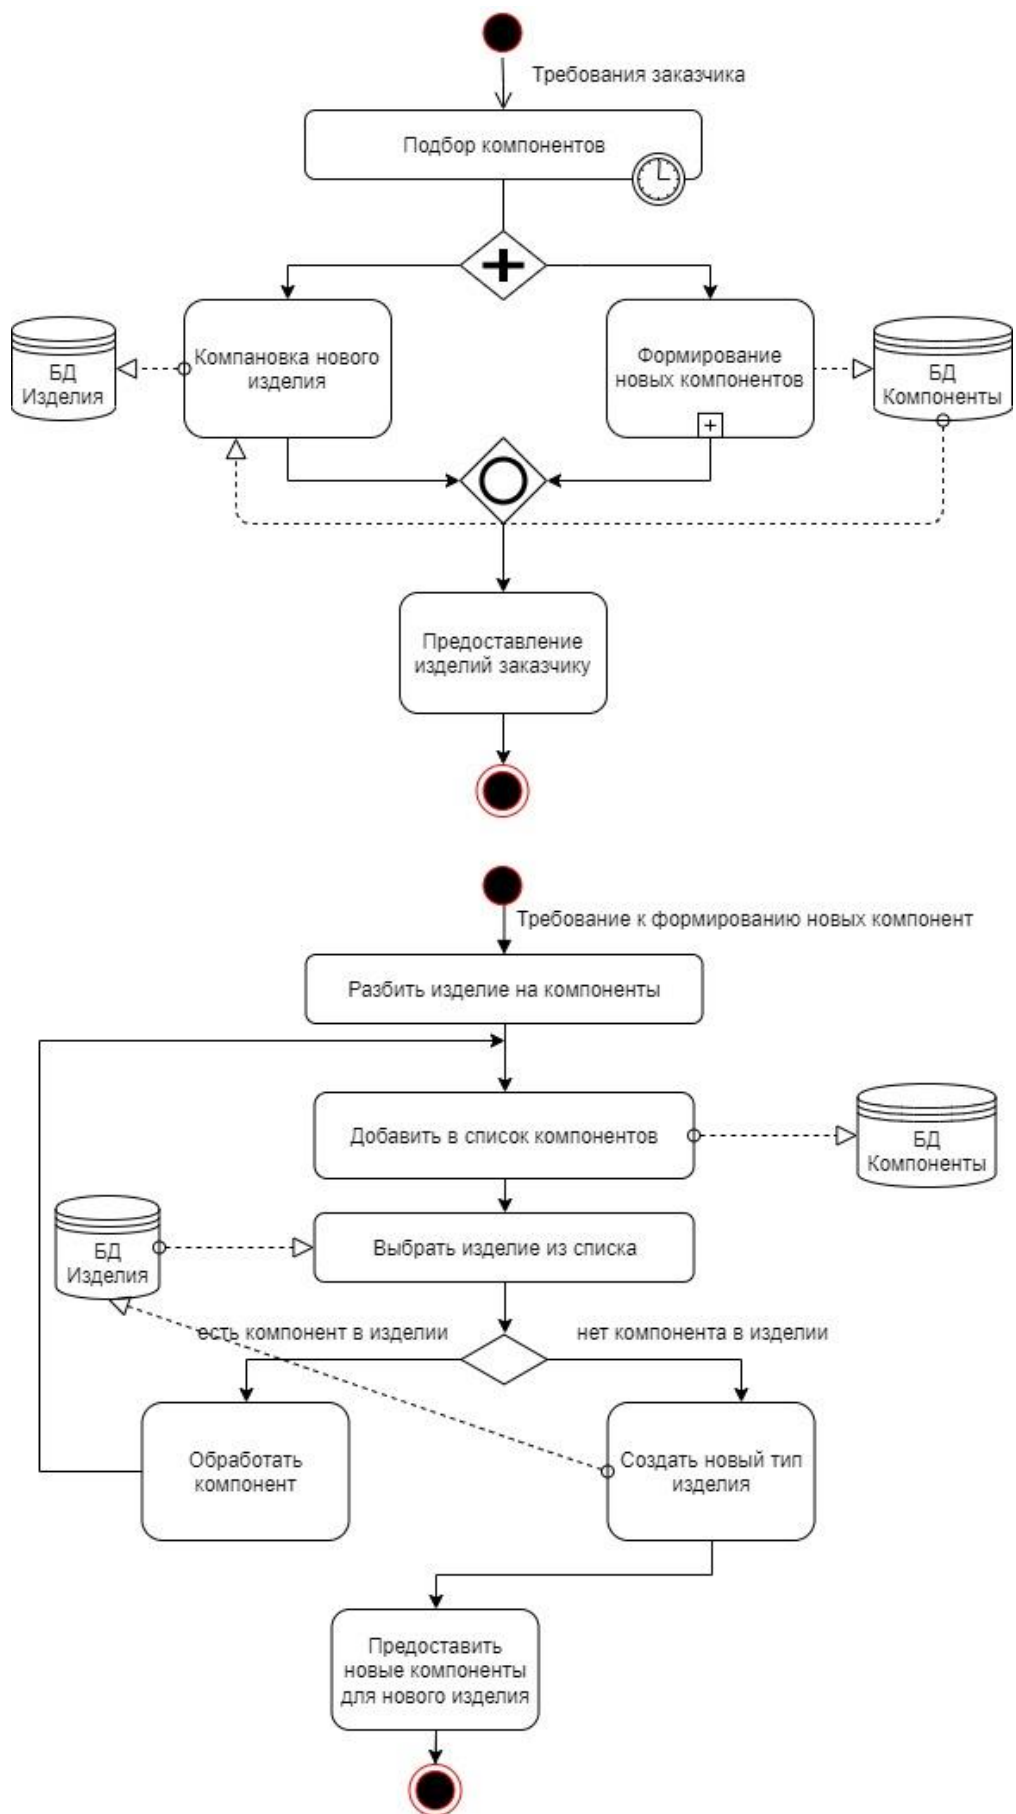 Требования заказчика
Подбор компонентов
БД
Изделия
Компановка нового
изделия
Формирование
новых компонентов
БД
Компоненты
Предоставление
изделий заказчику
Требование к формированию новых компонент
Разбить изделие на компоненты
Добавить в список компонентов
БД
Компоненты
БД
Изделия
Выбрать изделие из списка
есть компонент в изделии
нет компонента в изделии
Обработать
компонент
Создать новый тип
изделия
Предоставить
новые компоненты
для нового изделия